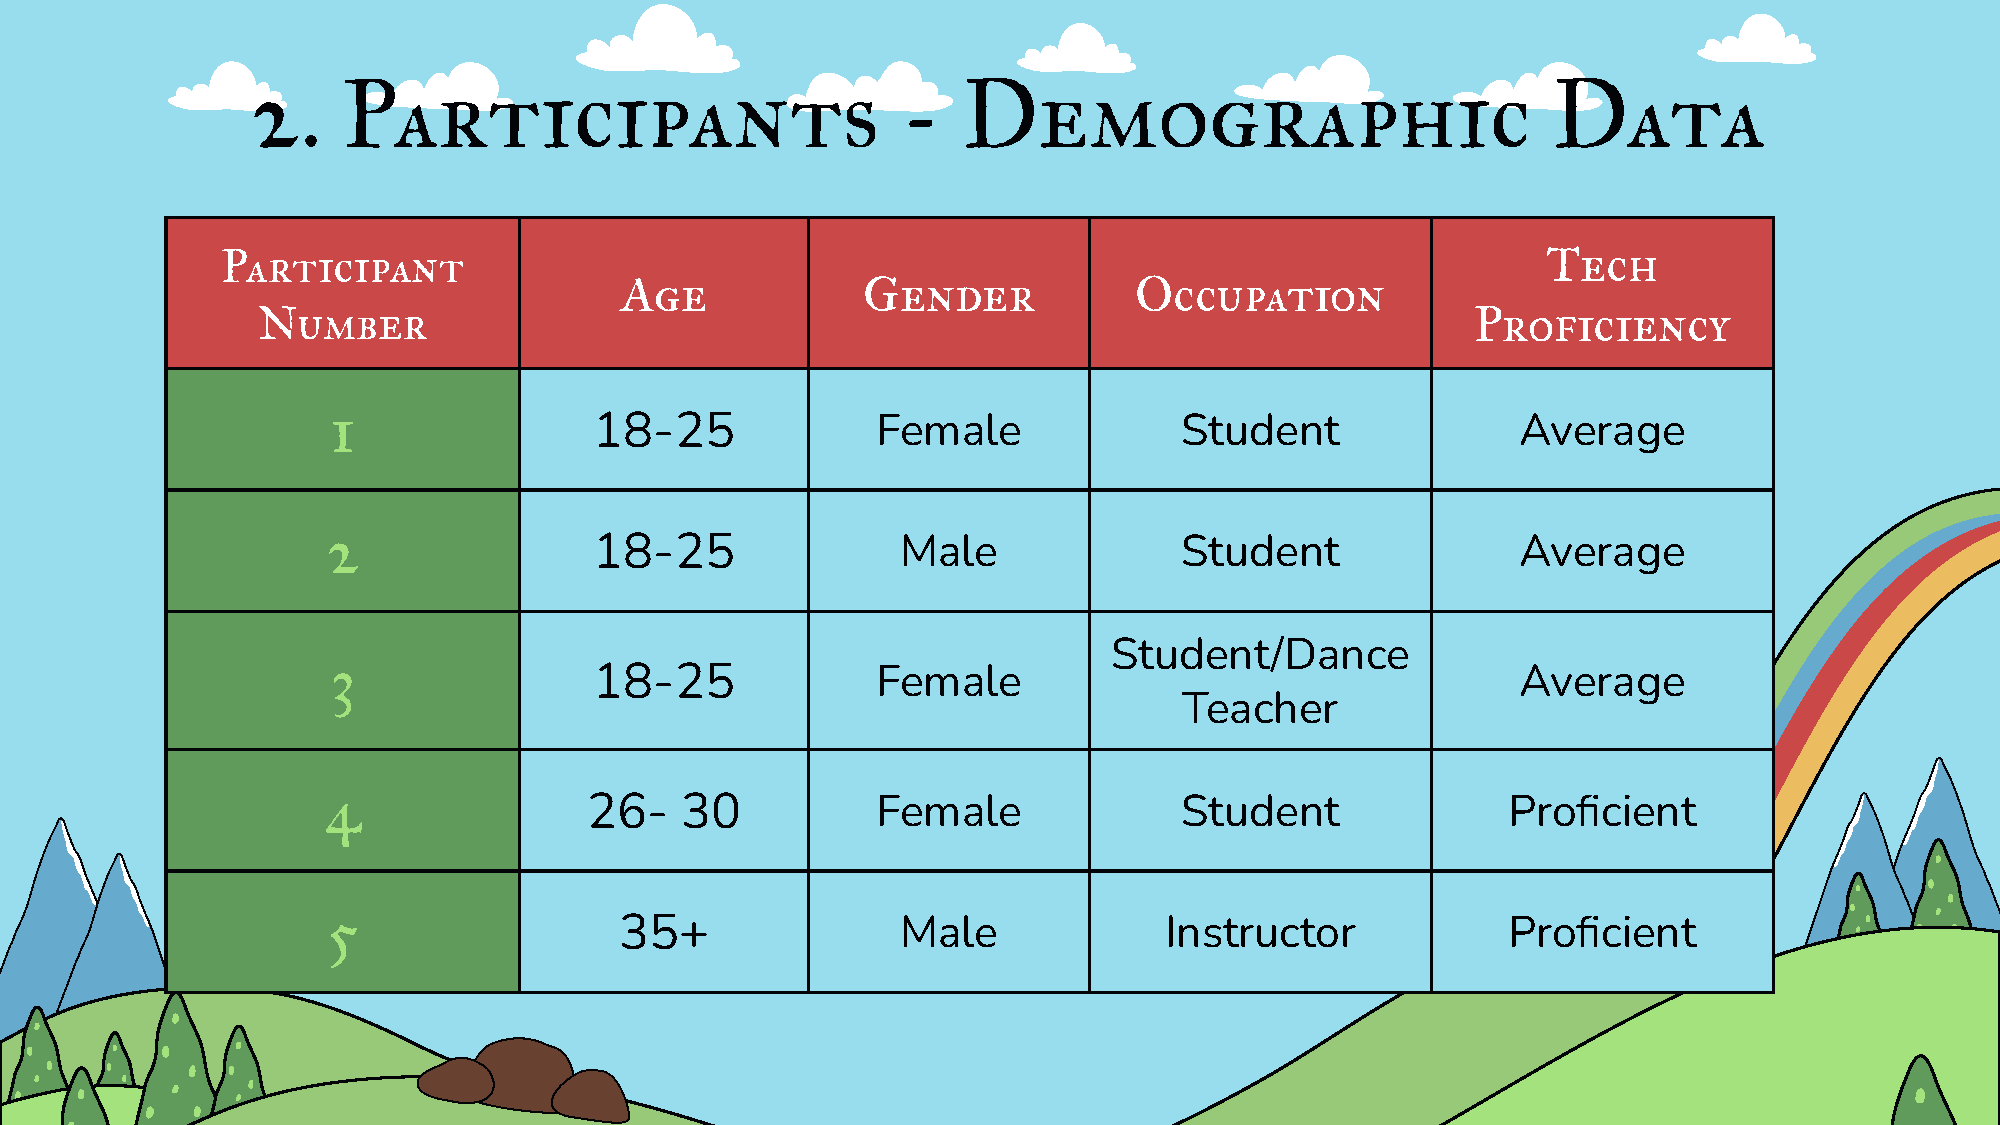 2. Participants - Demographic Data
Participant Number Age Gender Occupation Tech Proficiency
1 18-25 Female Student Average
2 18-25 Male Student Average
3 18-25 Female Student/Dance Teacher Average
4 26- 30 Female Student Proficient
5 35+ Male Instructor Proficient